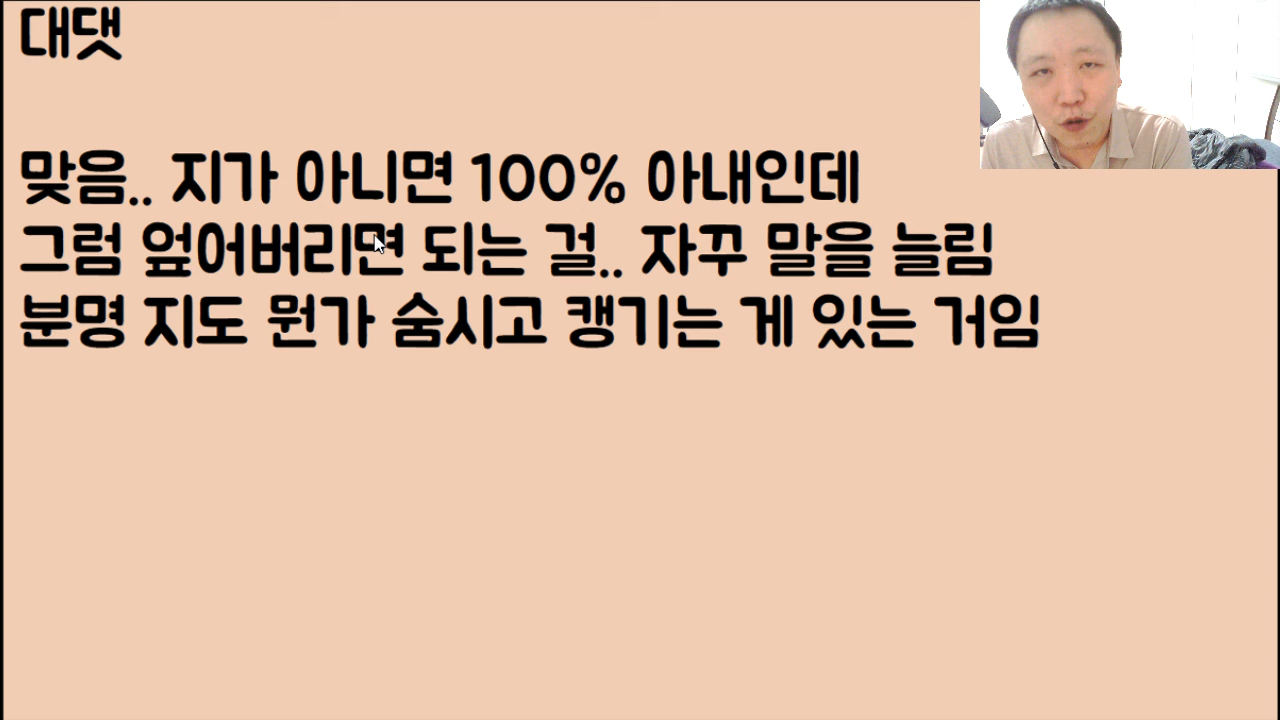 대댓
맞음.. 지가 아니면 100% 아내인데
그럼 엎어버리면 되는 걸.. 자꾸 말을 늘림
분명 지도 뭔가 숨시고 캥기는 게 있는 거임